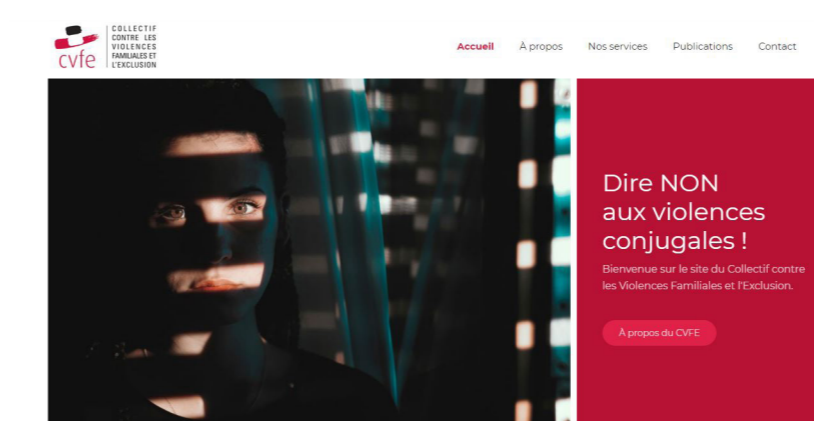 COLLECTIF
CONTRE LES
VIOLENCES
FAMILIALES ET
L'EXCLUSION
cvfe
Accueil
À propos
Nos services
Publications
Contact
Dire NON
aux violences
conjugales !
Bienvenue sur le site du Collectif contre
les Violences Familiales et l'Exclusion.
À propos du CVFE